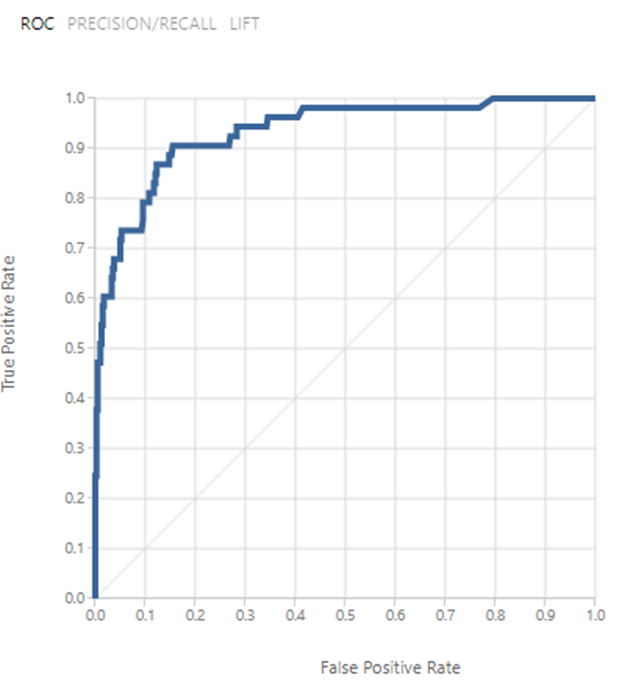 ROC PRECISION/RECALL LIFT
1.0
0.9
0.8
0.7
0.6
0.5
0.4
0.3
0.2
0.1
0.0
True Positive Rate
0.0 0.1 0.2 0.3 0.4 0.5 0.6 0.7 0.8 0.9 1.0
False Positive Rate